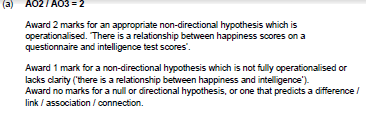 (a) AO2 / AO3 = 2
Award 2 marks for an appropriate non-directional hypothesis which is
operationalised. 'There is a relationship between happiness scores on a
questionnaire and intelligence test scores'.
Award 1 mark for a non-directional hypothesis which is not fully operationalised or
lacks clarity ('there is a relationship between happiness and intelligence').
Award no marks for a null or directional hypothesis, or one that predicts a difference /
link / association / connection.